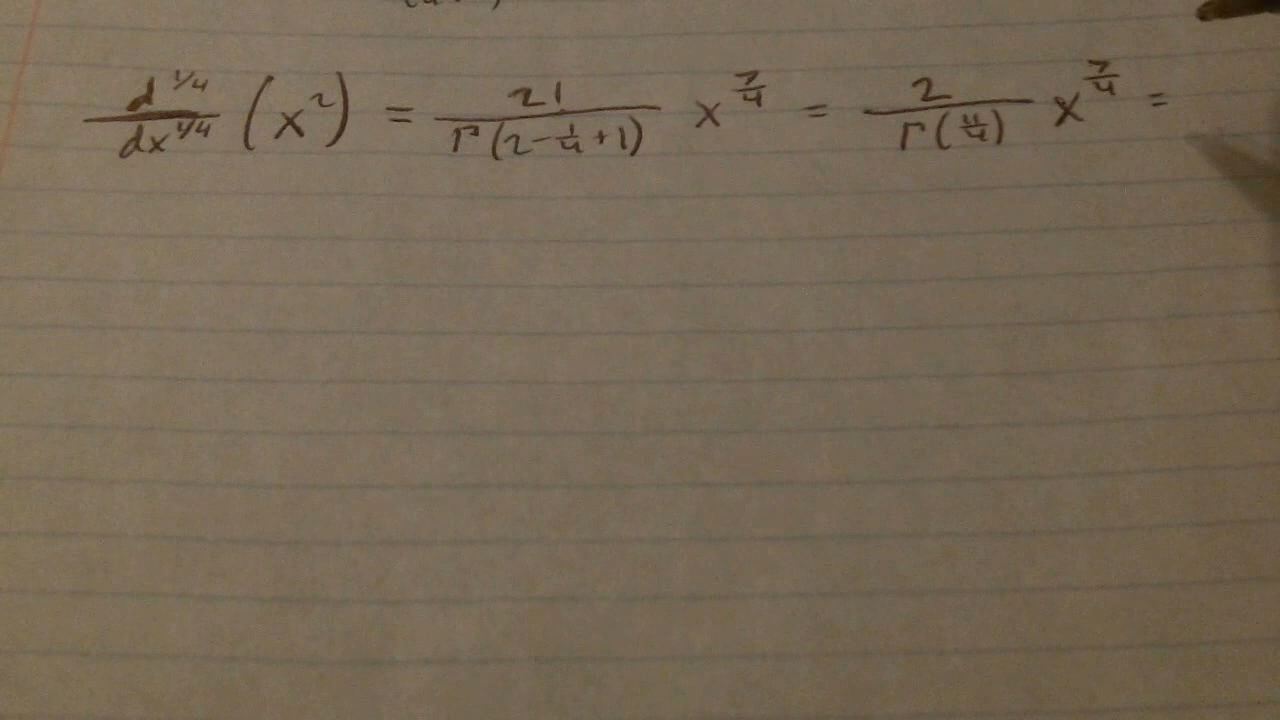 d^{1/4}/dx^{1/4} (x^2) = 2!/Γ(2-1/4+1) x^{7/4} = 2/Γ(11/4) x^{7/4} =